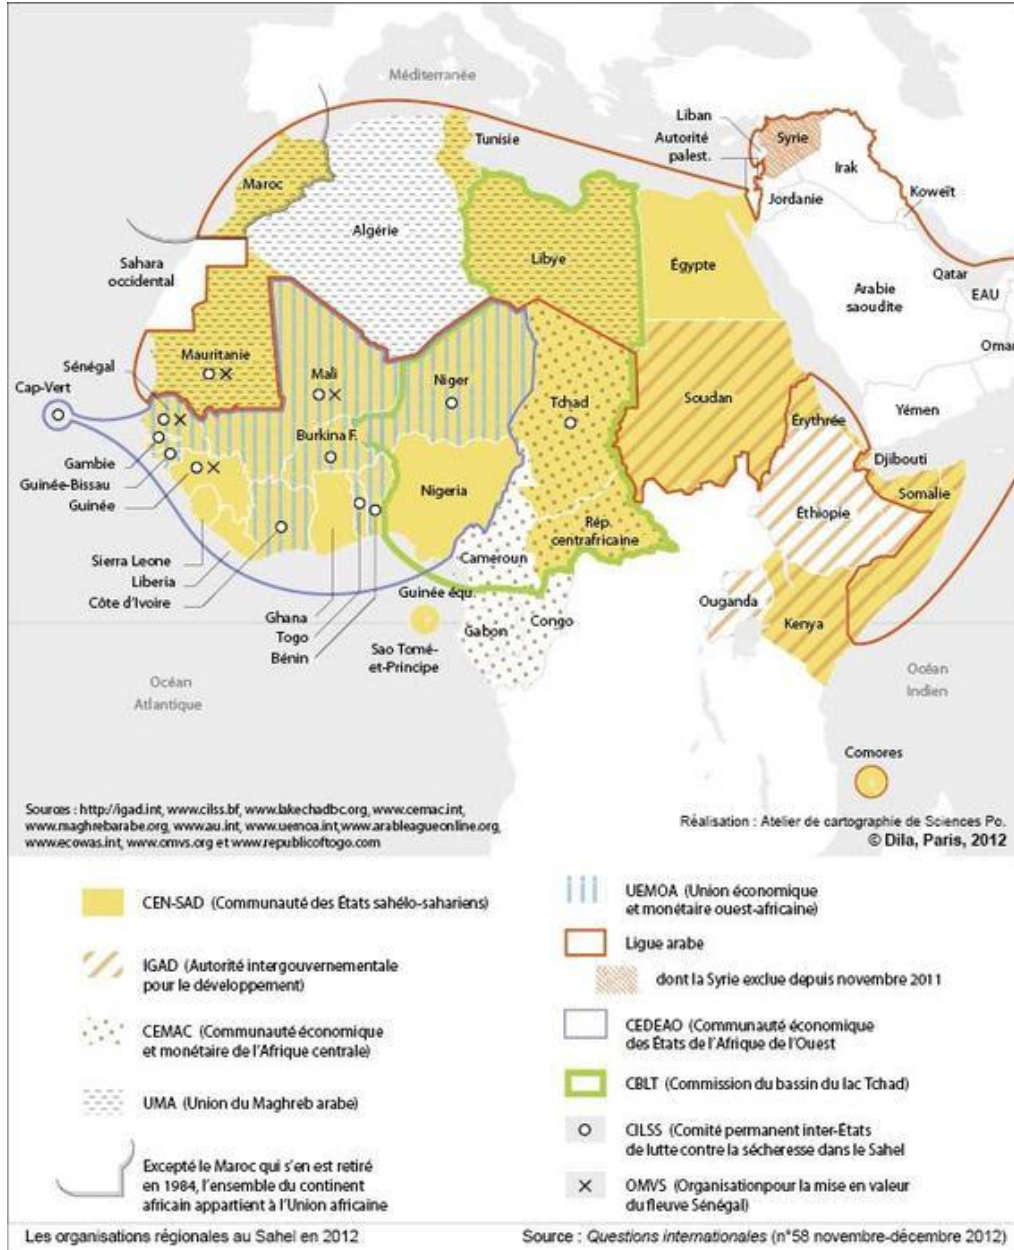 Méditerranée
Liban
Autorité
palest.
Syrie
Irak
Tunisie
Maroc
Jordanie
Koweït
Algérie
Libye
Égypte
Sahara
occidental
Qatar
EAU
Arabie
saoudite
Oman
Mauritanie
Sénégal
Cap-Vert
Mali
Niger
Tchad
Soudan
Érythrée
Yémen
Burkina F.
Gambie
Djibouti
Guinée-Bissau
Nigeria
Somalie
Guinée
Éthiopie
Rép.
centrafricaine
Sierra Leone
Cameroun
Liberia
Guinée équ.
Côte d'Ivoire
Ouganda
Ghana
Togo
Bénin
Gabon
Congo
Kenya
Sao Tomé-
et-Principe
Océan
Atlantique
Océan
Indien
Comores
Sources : http://igad.int, www.cilss.bf, www.lakechadbc.org, www.cemac.int,
www.maghrebarabe.org, www.au.int, www.uemoa.int,www.arableagueonline.org,
www.ecowas.int, www.omvs.org et www.republicoftogo.com
Réalisation : Atelier de cartographie de Sciences Po.
© Dila, Paris, 2012
CEN-SAD (Communauté des États sahélo-sahariens)
IGAD (Autorité intergouvernementale
pour le développement)
CEMAC (Communauté économique
et monétaire de l'Afrique centrale)
UMA (Union du Maghreb arabe)
Excepté le Maroc qui s'en est retiré
en 1984, l'ensemble du continent
africain appartient à l'Union africaine
UEMOA (Union économique
et monétaire ouest-africaine)
Ligue arabe
dont la Syrie exclue depuis novembre 2011
CEDEAO (Communauté économique
des États de l'Afrique de l'Ouest
CBLT (Commission du bassin du lac Tchad)
CILSS (Comité permanent inter-États
de lutte contre la sécheresse dans le Sahel
OMVS (Organisationpour la mise en valeur
du fleuve Sénégal)
Les organisations régionales au Sahel en 2012
Source : Questions internationales (n°58 novembre-décembre 2012)